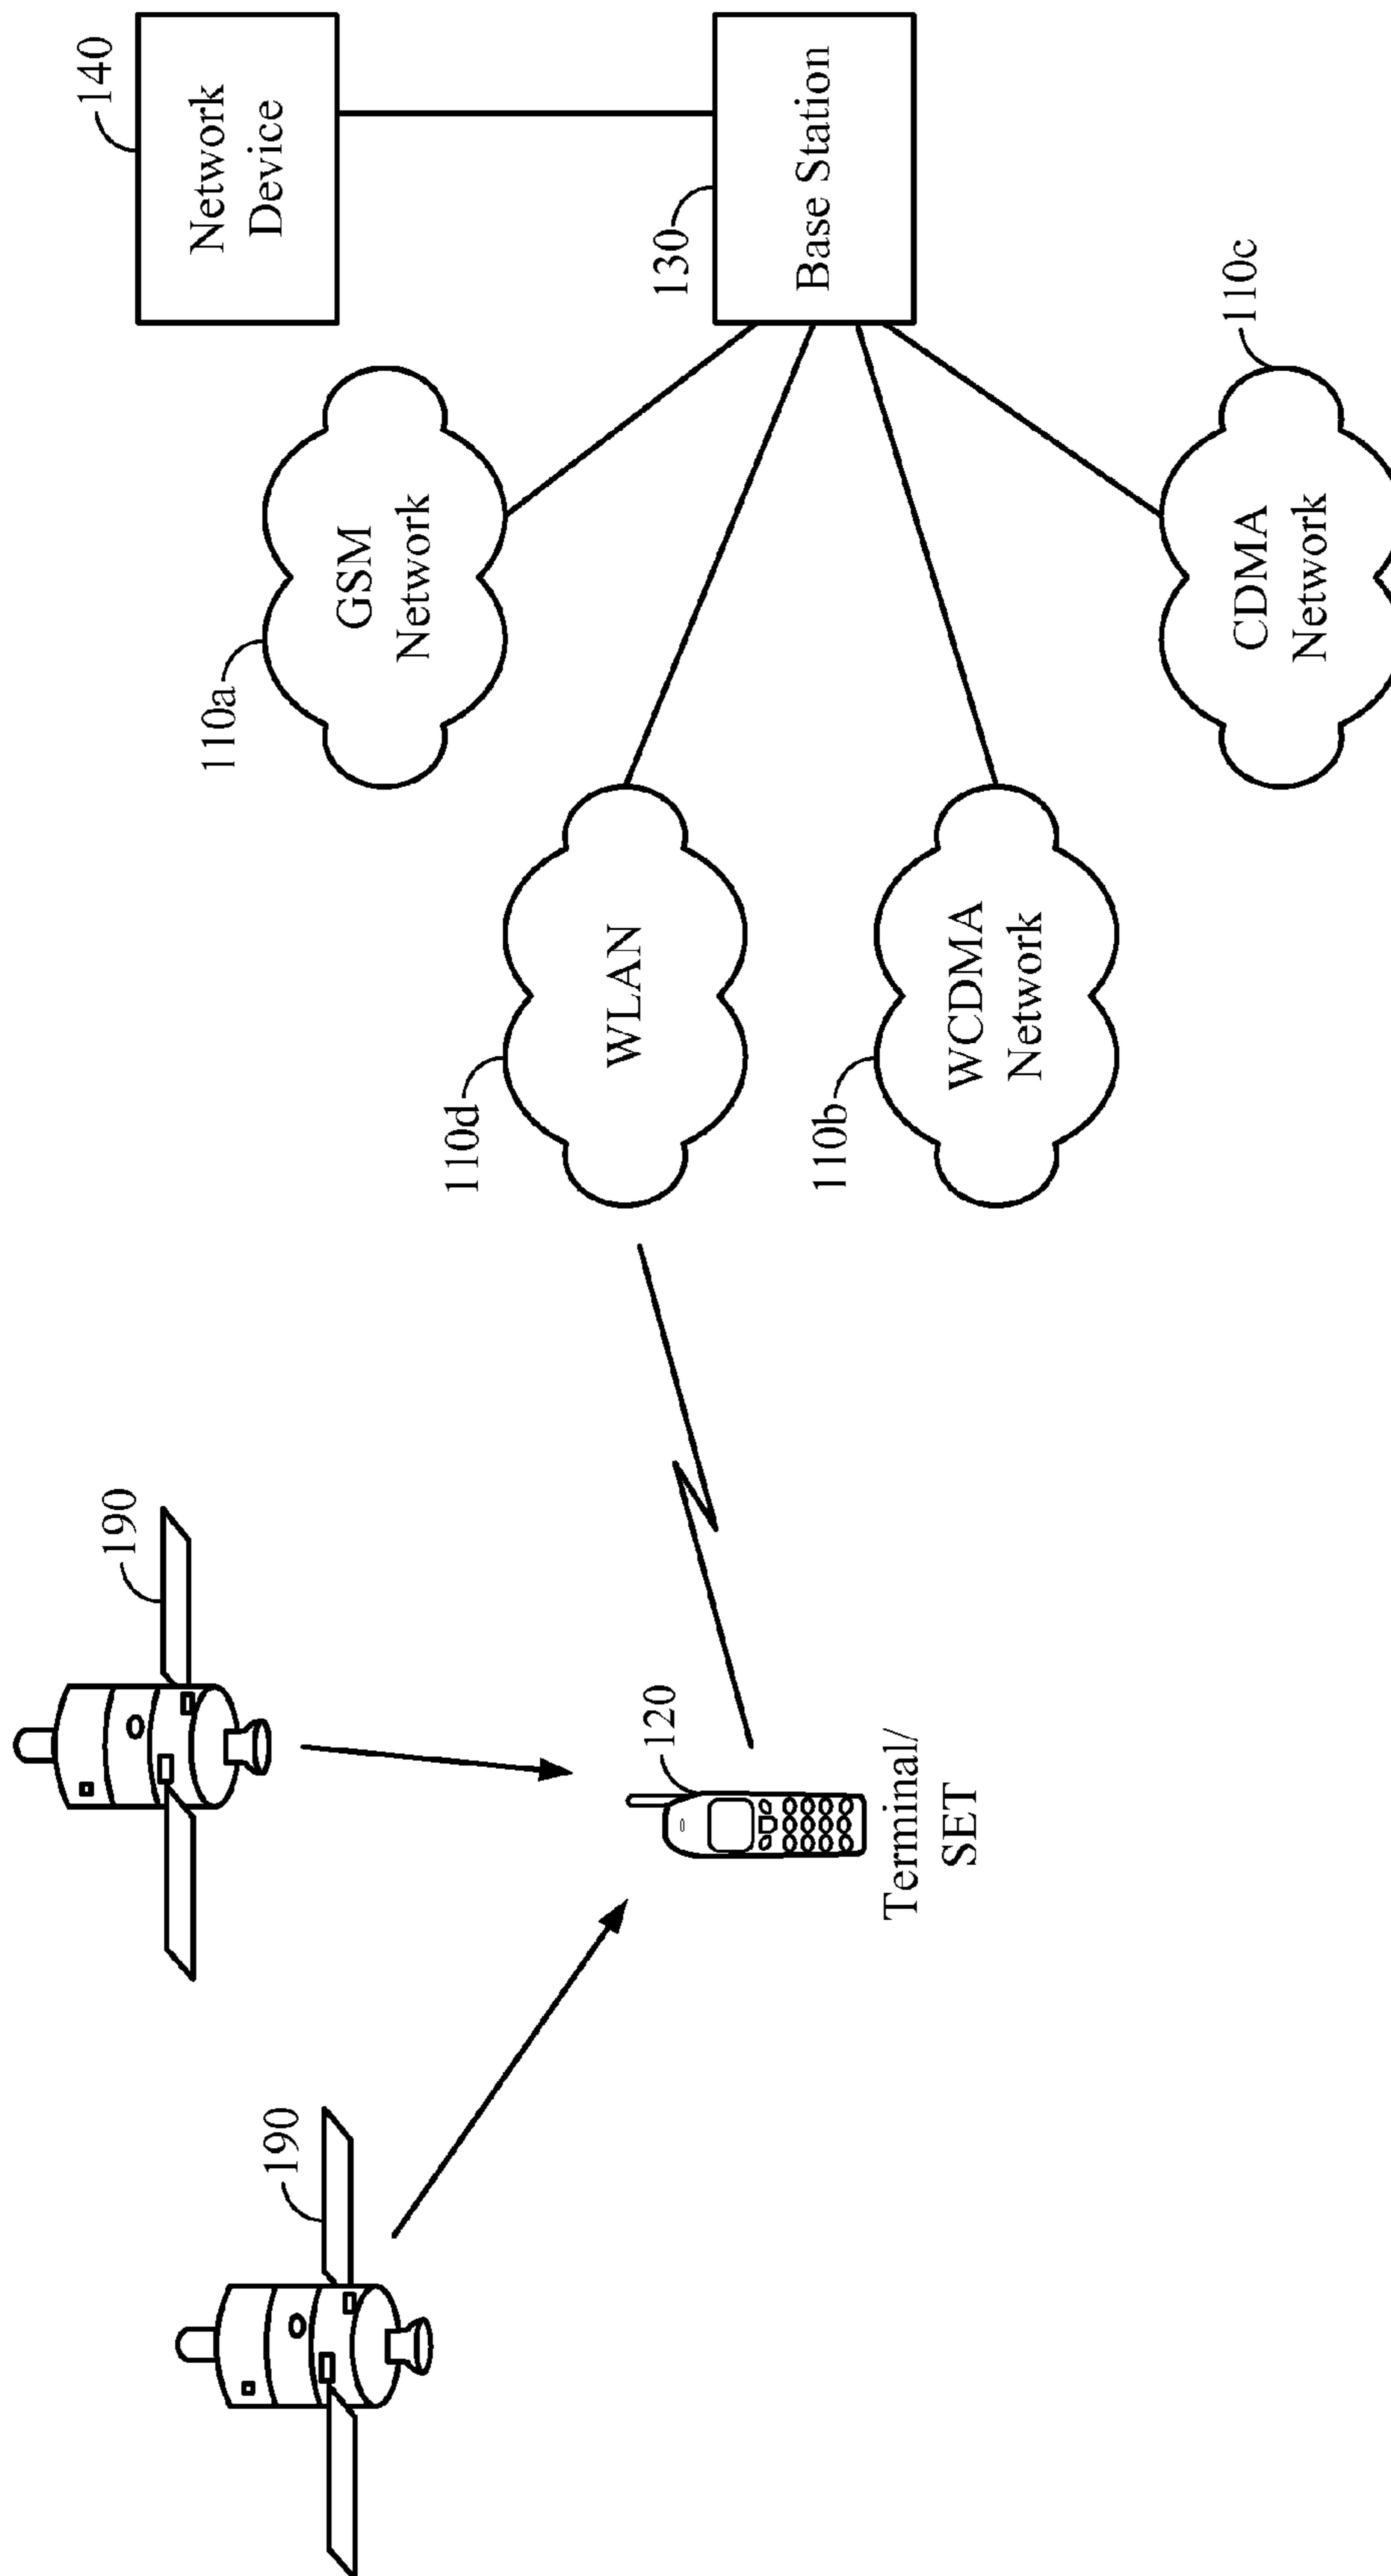 190
190
120
Terminal/
SET
110d
WLAN
110b
WCDMA
Network
110a
GSM
Network
CDMA
Network
110c
130
Base Station
140
Network
Device